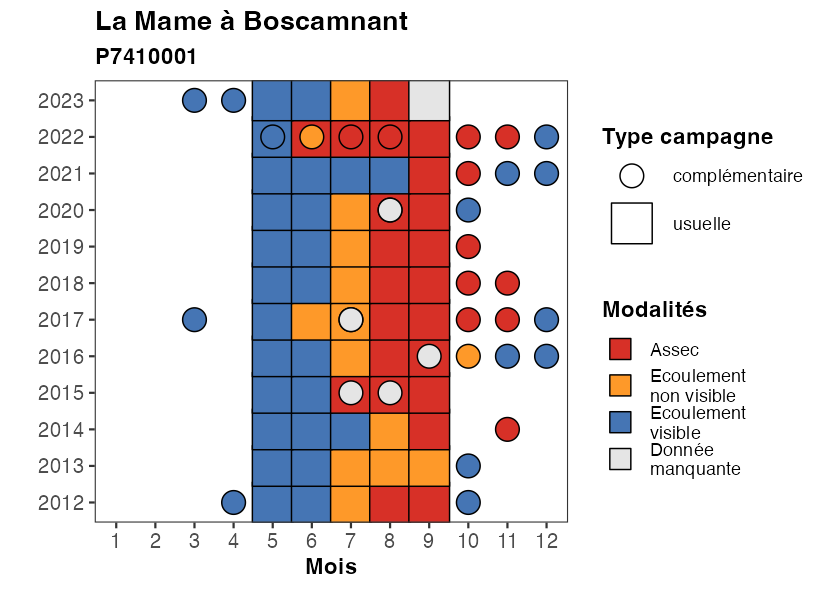 La Mame à Boscamnant
P7410001
2023
2022
2021
2020
2019
2018
2017
2016
2015
2014
2013
2012
1 2 3 4 5 6 7 8 9 10 11 12
Mois
Type campagne
complémentaire
usuelle
Modalités
Assec
Ecoulement
non visible
Ecoulement
visible
Donnée
manquante